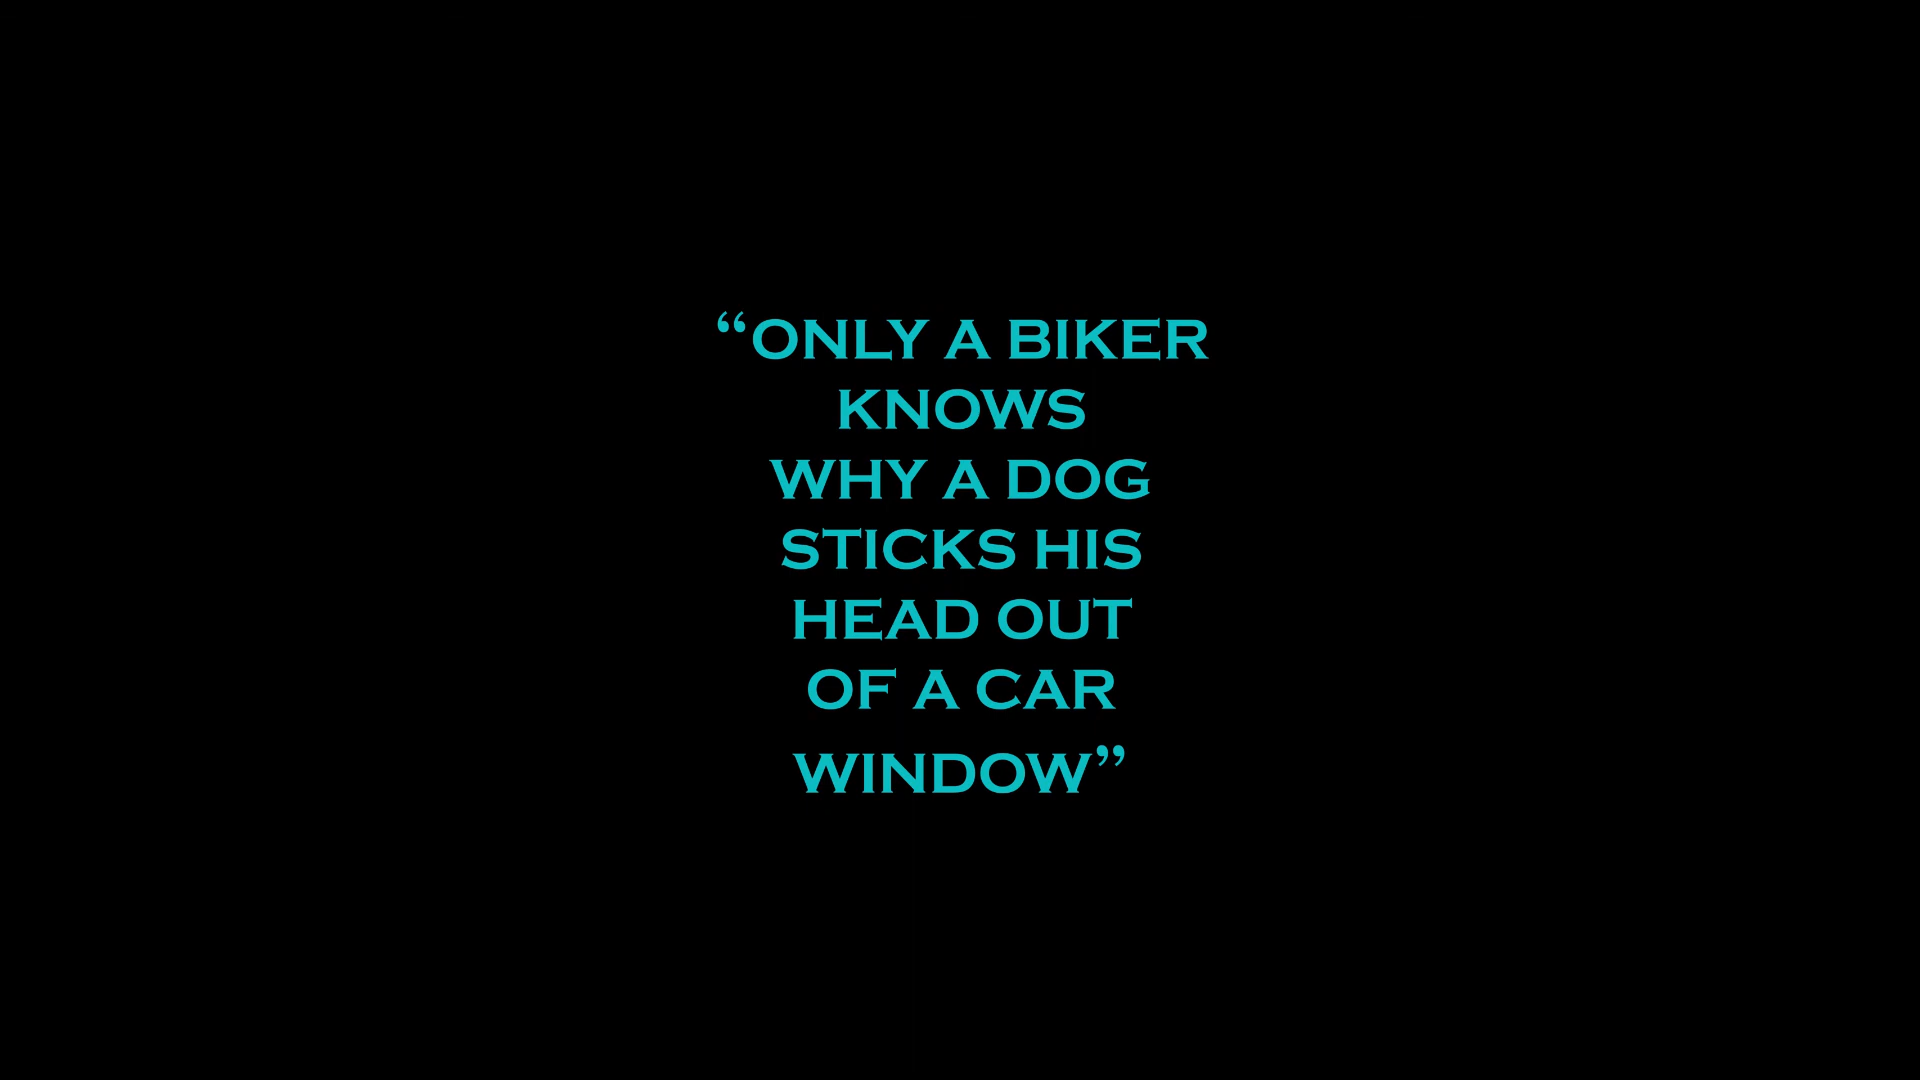 “ONLY A BIKER
KNOWS
WHY A DOG
STICKS HIS
HEAD OUT
OF A CAR
WINDOW”